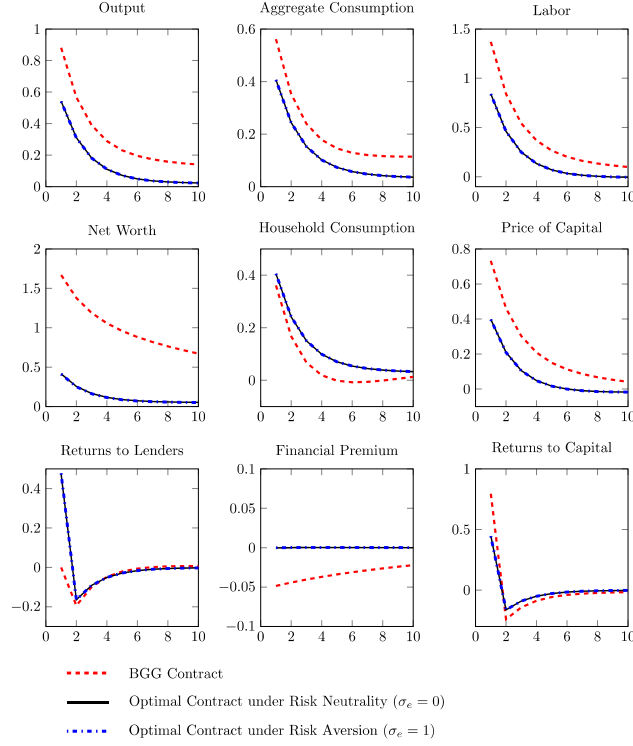 Output
Aggregate Consumption
Labor
1
0.8
0.6
0.4
0.2
0
0 2 4 6 8 10
0.6
0.4
0.2
0
0 2 4 6 8 10
1.5
1
0.5
0
0 2 4 6 8 10
Net Worth
Household Consumption
Price of Capital
2
1.5
1
0.5
0
0 2 4 6 8 10
0.4
0.2
0
0 2 4 6 8 10
0.8
0.6
0.4
0.2
0
0 2 4 6 8 10
Returns to Lenders
Financial Premium
Returns to Capital
0.4
0.2
0
−0.2
0 2 4 6 8 10
0.1
0.05
0
−0.05
−0.1
0 2 4 6 8 10
1
0.5
0
0 2 4 6 8 10
BGG Contract
Optimal Contract under Risk Neutrality (σₑ = 0)
Optimal Contract under Risk Aversion (σₑ = 1)